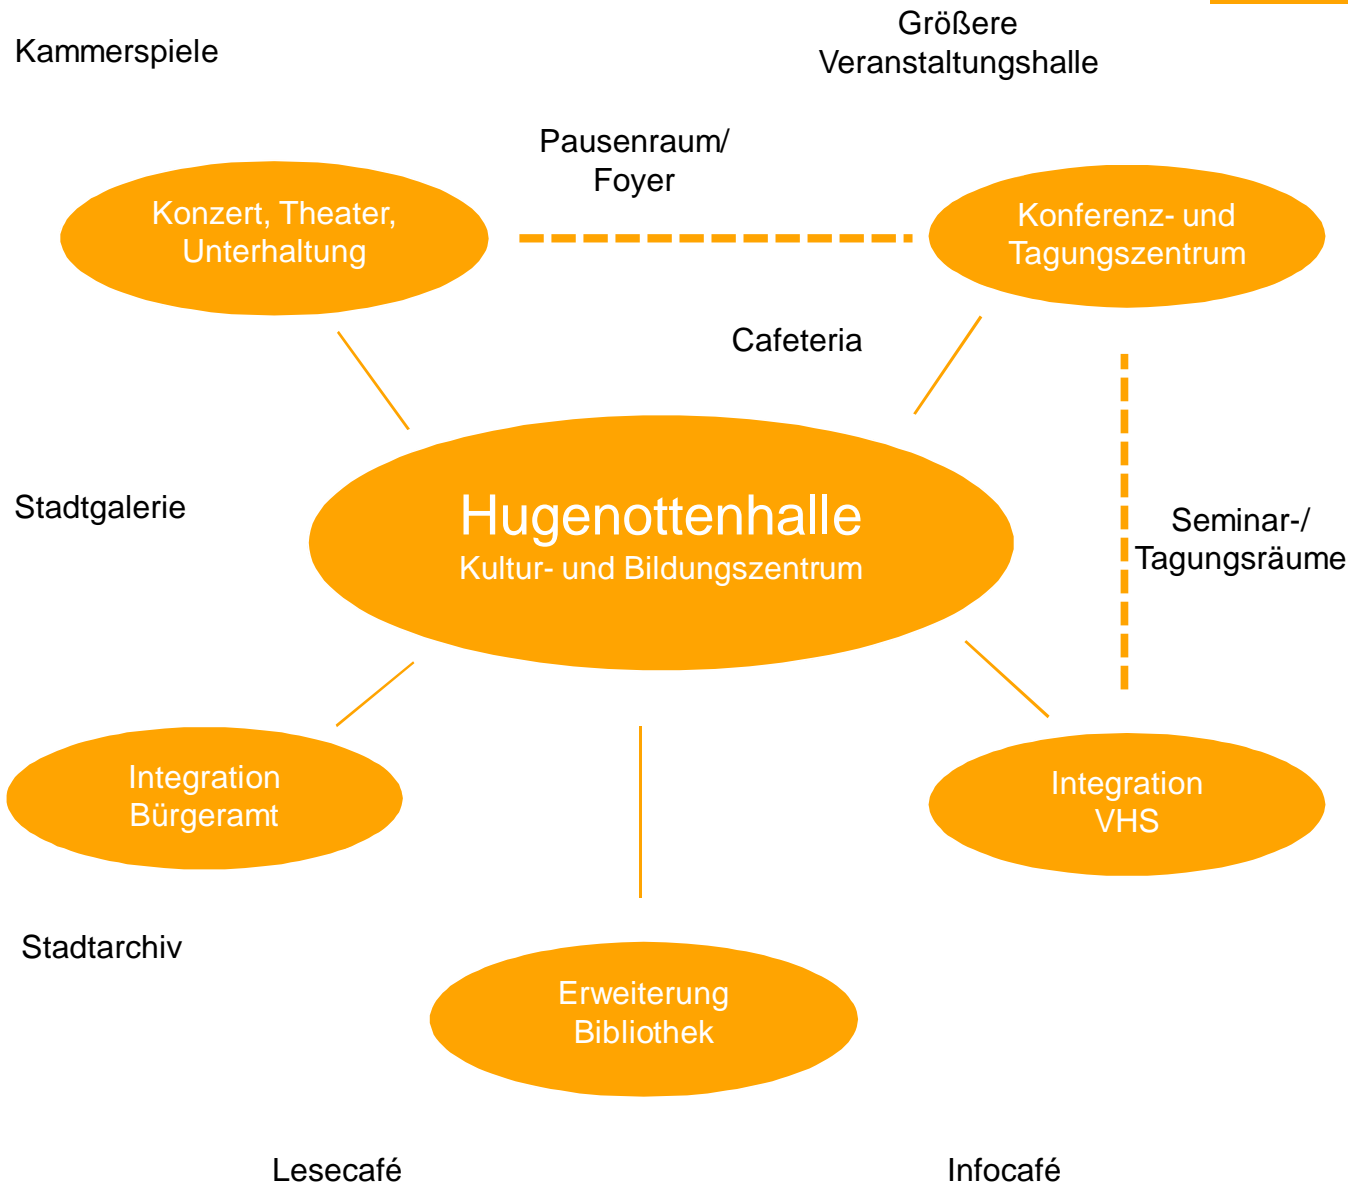 Größere
Veranstaltungshalle
Kammerspiele
Pausenraum/
Foyer
Konzert, Theater,
Unterhaltung
Konferenz- und
Tagungszentrum
Cafeteria
Stadtgalerie
Hugenottenhalle
Kultur- und Bildungszentrum
Seminar-/
Tagungsräume
Integration
Bürgeramt
Integration
VHS
Stadtarchiv
Erweiterung
Bibliothek
Lesecafé
Infocafé